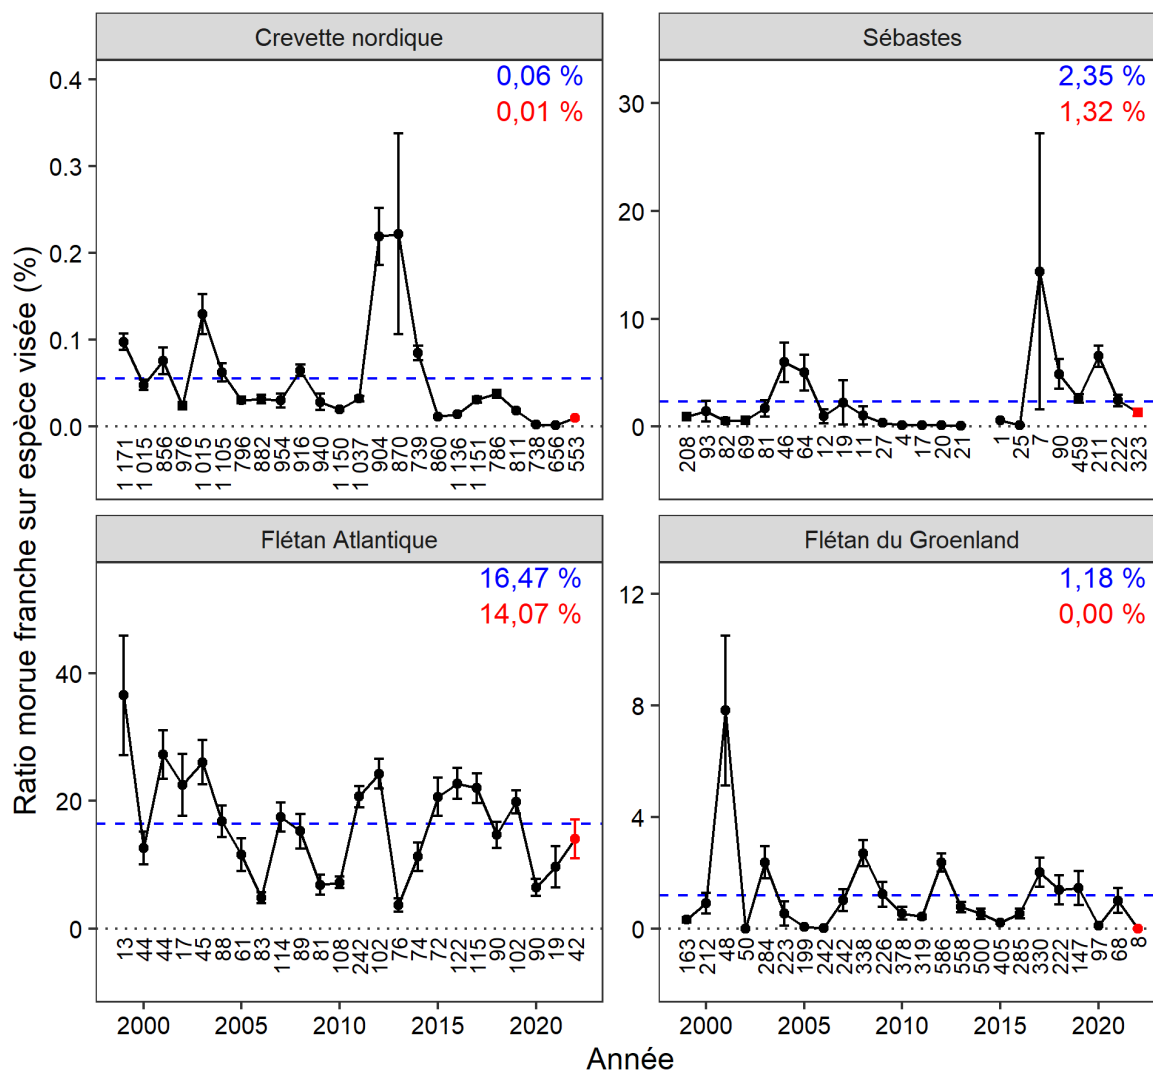 Ratio morue franche sur espèce visée (%)
Crevette nordique
0,06 %
0,01 %
0.4
0.3
0.2
0.1
0.0
1 171 1 015 856 976 1 015 1 105 796 882 954 916 940 1 150 1 037 904 870 739 860 1 136 1 151 786 811 738 656 553
Sébastes
2,35 %
1,32 %
30
20
10
0
208 93 82 69 81 46 64 12 19 11 27 4 17 20 21 1 25 7 90 459 211 222 323
Flétan Atlantique
16,47 %
14,07 %
40
20
0
13 44 44 17 45 88 61 83 114 89 81 108 242 102 76 74 72 122 115 90 102 90 19 42
2000 2005 2010 2015 2020
Flétan du Groenland
1,18 %
0,00 %
12
8
4
0
163 212 48 50 284 223 199 242 242 338 226 378 319 586 558 500 405 285 330 222 147 97 68 8
2000 2005 2010 2015 2020
Année